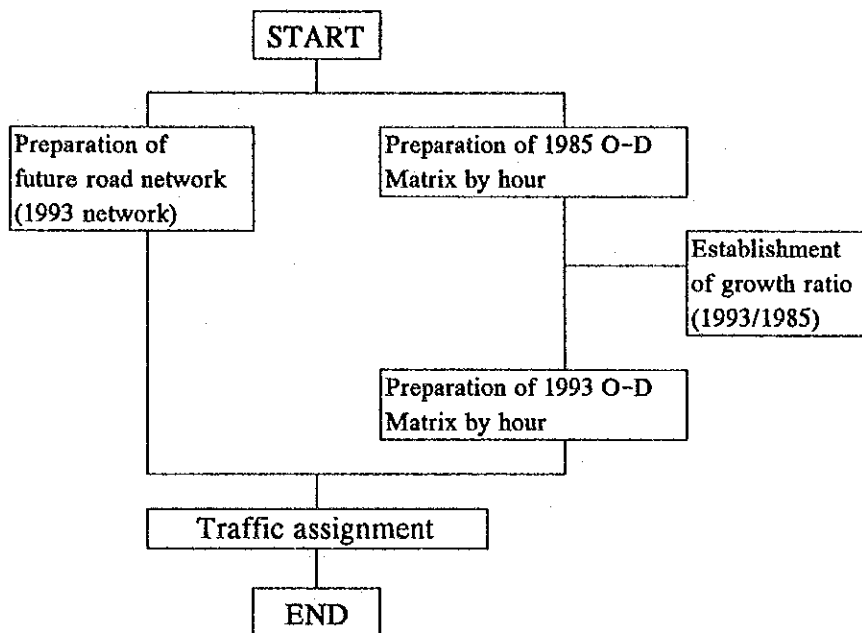 START
Preparation of
future road network
(1993 network)
Preparation of 1985 O-D
Matrix by hour
Establishment
of growth ratio
(1993/1985)
Preparation of 1993 O-D
Matrix by hour
Traffic assignment
END